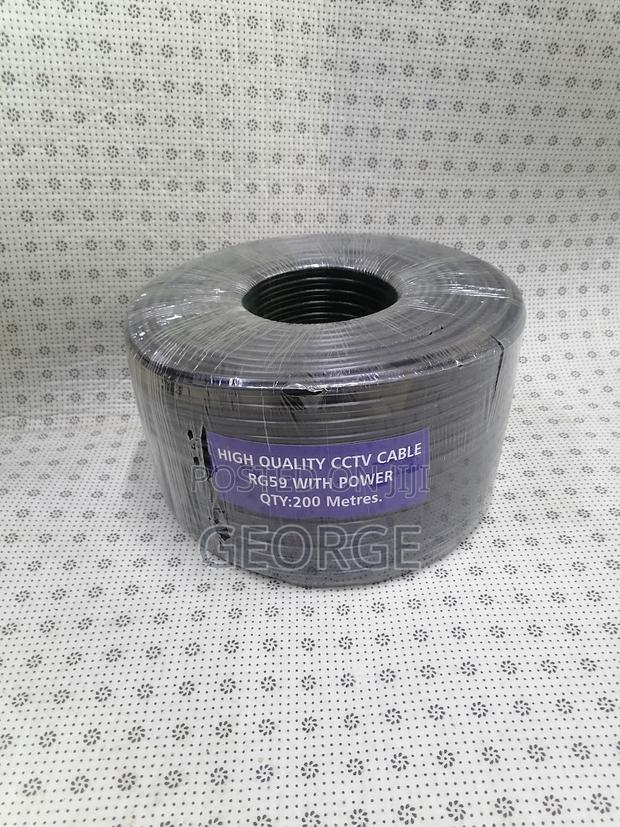 HIGH QUALITY CCTV CABLE
RG59 WITH POWER
POSTED ON JIJI
QTY:200 Metres.
GEORGE